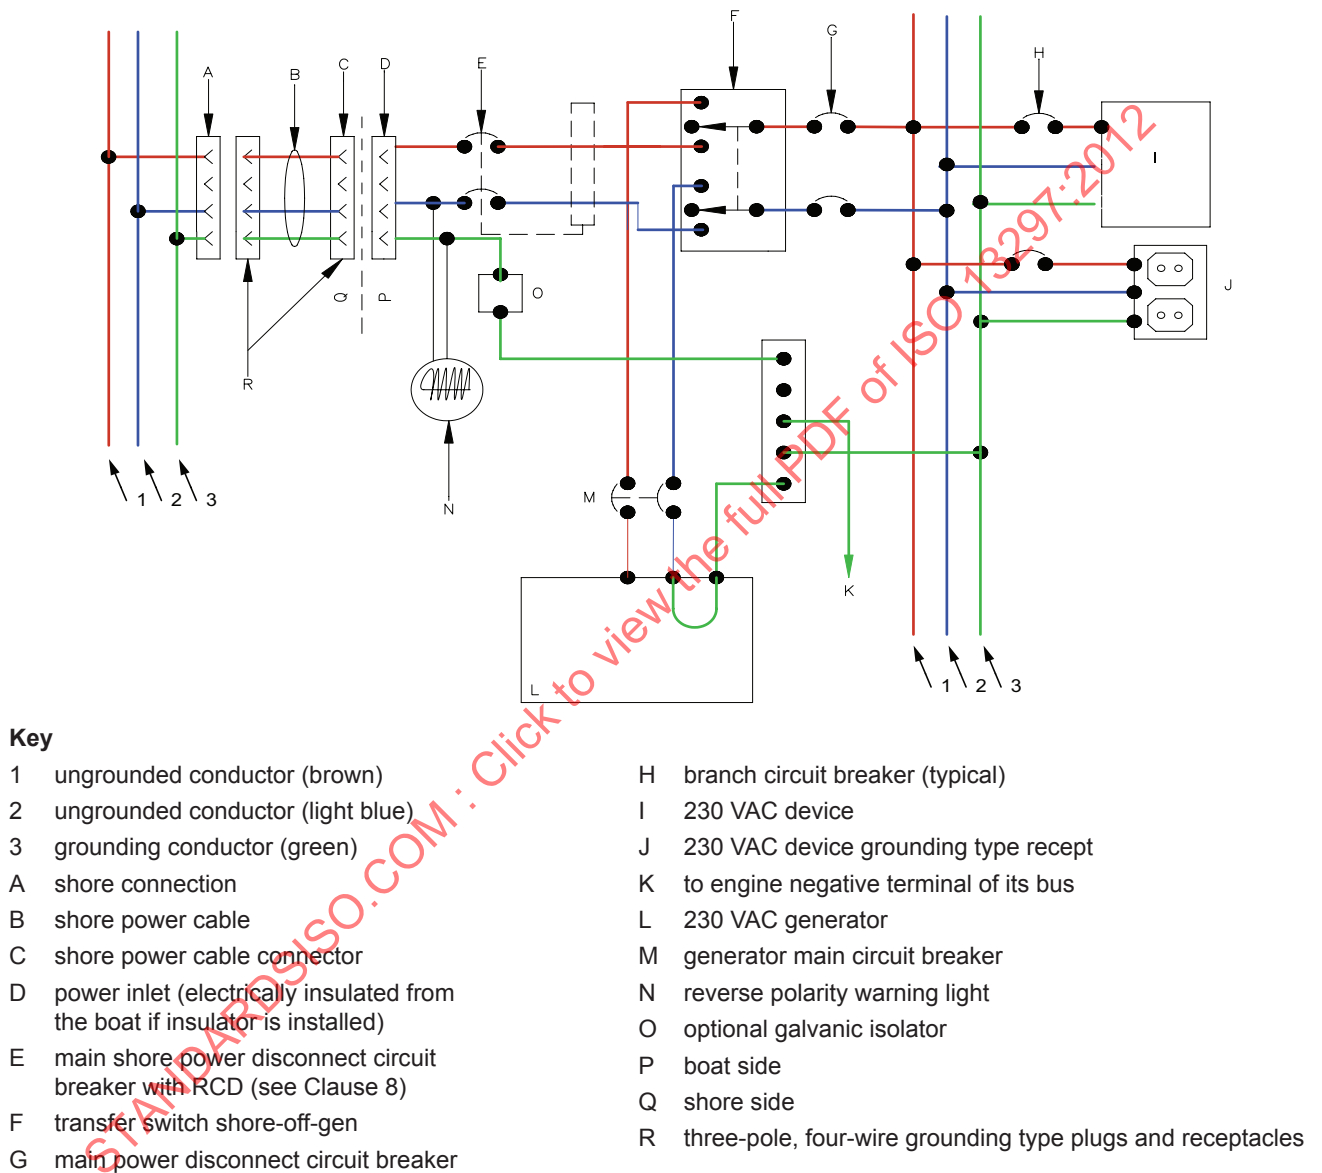 F
G
A
B
C
D
E
H
I
J
Q
P
O
R
N
M
K
L
1 2 3
1 2 3
Key
1 ungrounded conductor (brown)
2 ungrounded conductor (light blue)
3 grounding conductor (green)
A shore connection
B shore power cable
C shore power cable connector
D power inlet (electrically insulated from
the boat if insulator is installed)
E main shore power disconnect circuit
breaker with RCD (see Clause 8)
F transfer switch shore-off-gen
G main power disconnect circuit breaker
H branch circuit breaker (typical)
I 230 VAC device
J 230 VAC device grounding type recept
K to engine negative terminal of its bus
L 230 VAC generator
M generator main circuit breaker
N reverse polarity warning light
O optional galvanic isolator
P boat side
Q shore side
R three-pole, four-wire grounding type plugs and receptacles
STANDARDSISO.COM : Click to view the full PDF of ISO 13297:2012